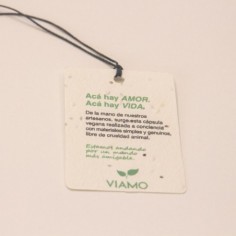 Acá hay AMOR.
Acá hay VIDA.
De la mano de nuestros
artesanos, surge esta cápsula
vegana realizada a conciencia
con materiales simples y genuinos,
libre de crueldad animal.
Estamos andando
por un mundo
más amigable.
VIAMO